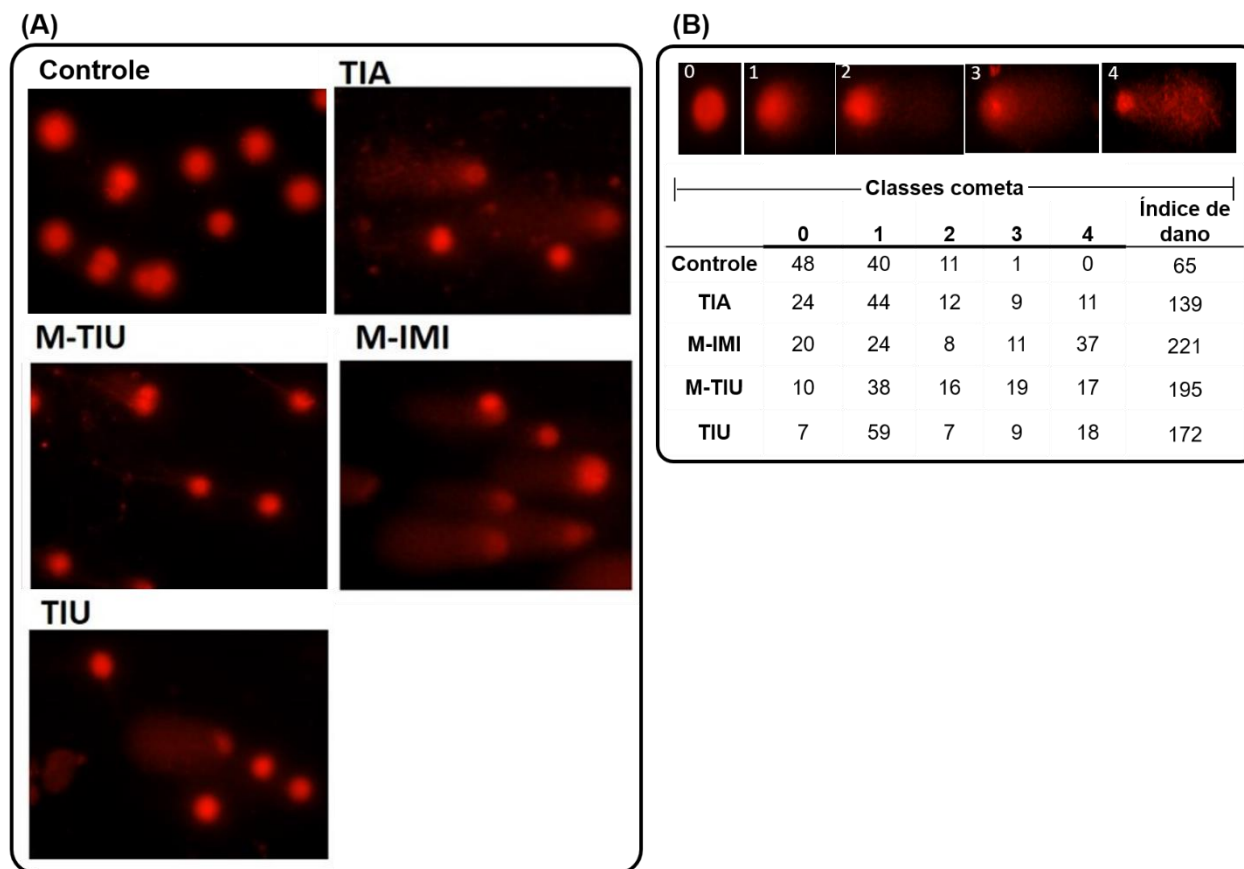 (A)
Controle
TIA
M-TIU
M-IMI
TIU
(B)
0 1 2 3 4
Classes cometa
Índice de
dano
0 1 2 3 4
Controle 48 40 11 1 0 65
TIA 24 44 12 9 11 139
M-IMI 20 24 8 11 37 221
M-TIU 10 38 16 19 17 195
TIU 7 59 7 9 18 172